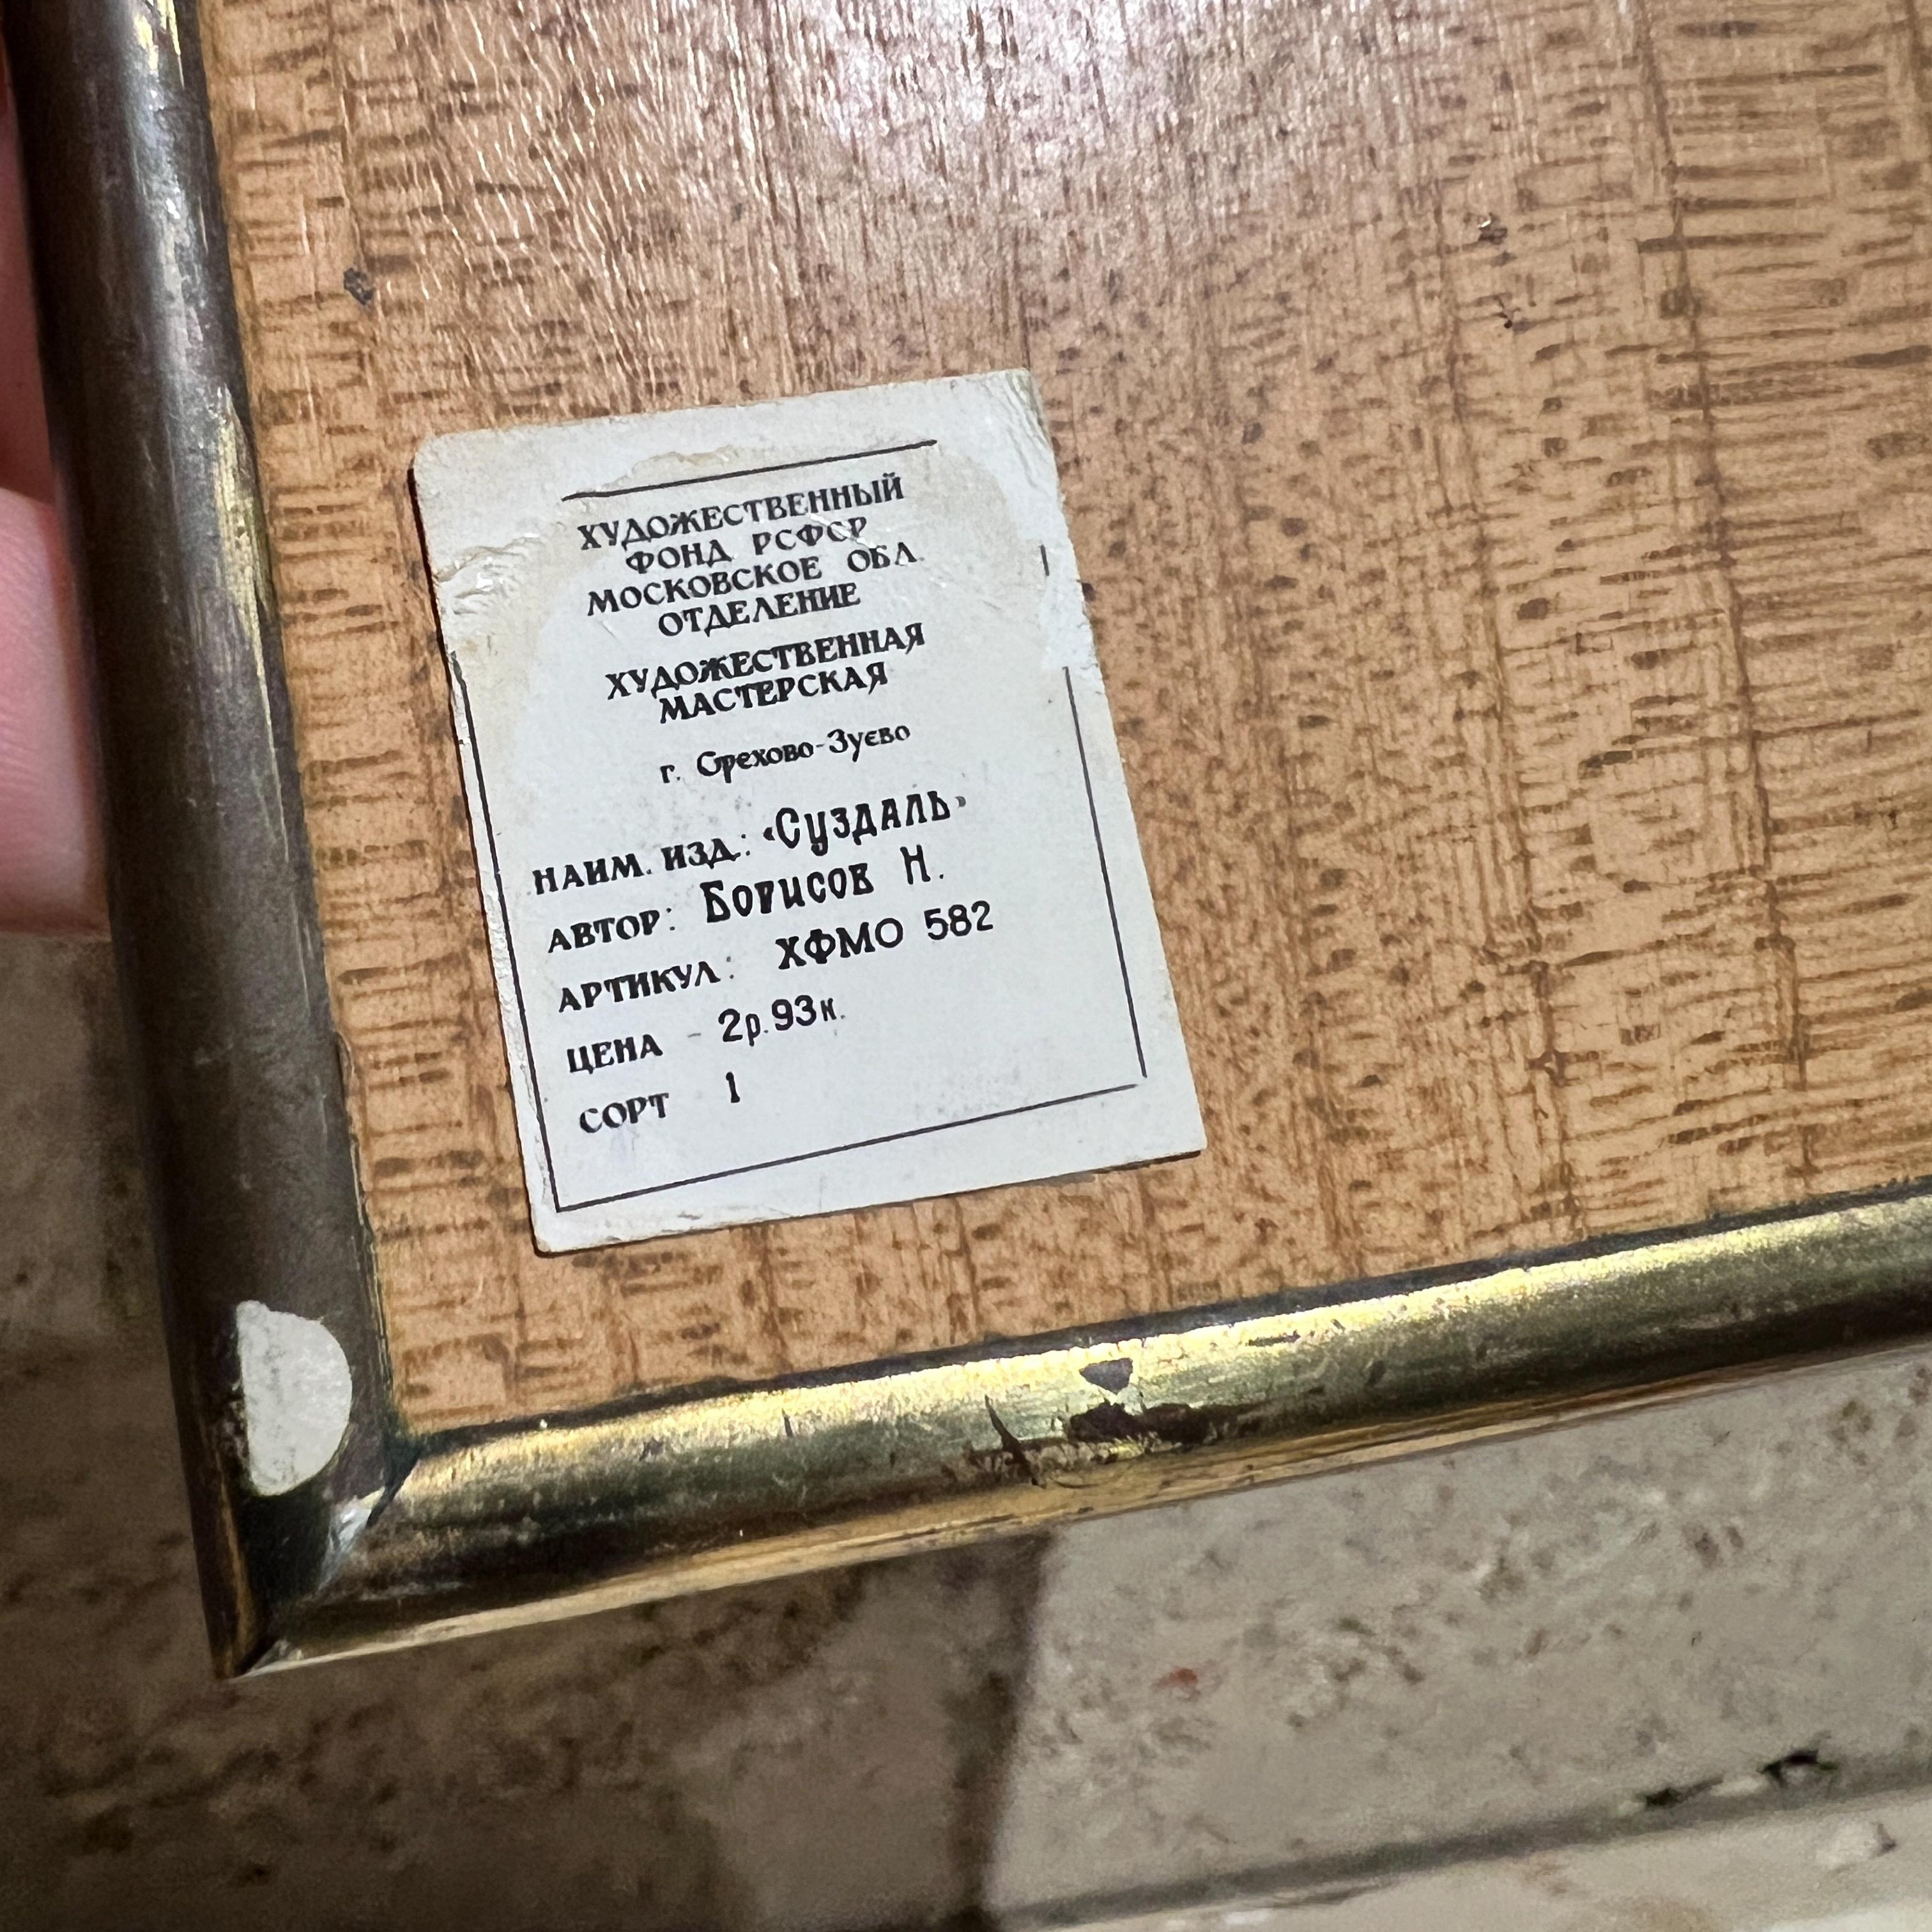 ХУДОЖЕСТВЕННЫЙ
ФОНД РСФСР
МОСКОВСКОЕ ОБЛ.
ОТДЕЛЕНИЕ
ХУДОЖЕСТВЕННАЯ
МАСТЕРСКАЯ
г. Орехово-Зуево
НАИМ. ИЗД.: «Суздаль»
АВТОР: Борисов Н.
АРТИКУЛ: ХФМО 582
ЦЕНА - 2р.93к.
СОРТ 1